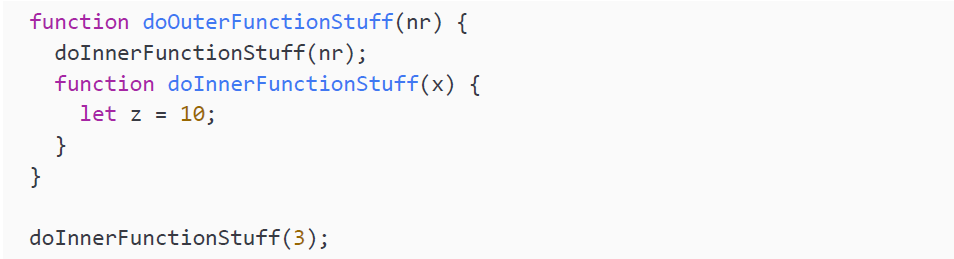 function doOuterFunctionStuff(nr) {
  doInnerFunctionStuff(nr);
  function doInnerFunctionStuff(x) {
    let z = 10;
  }
}

doInnerFunctionStuff(3);